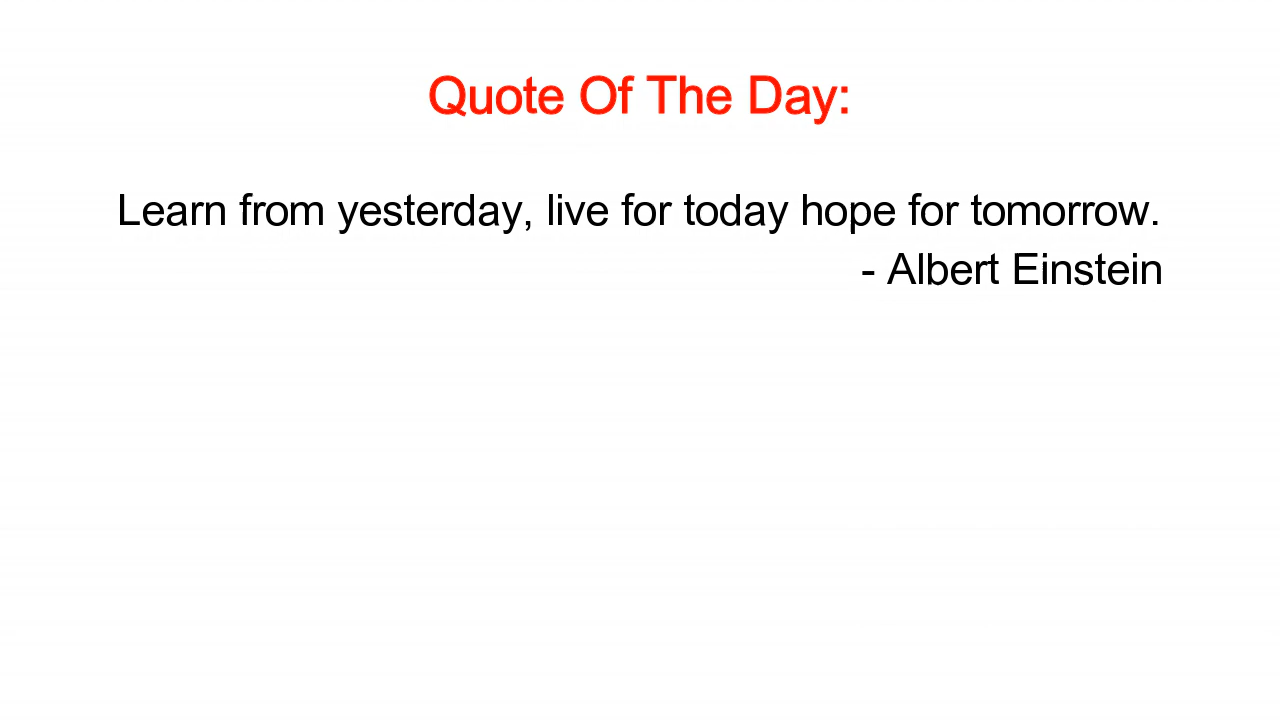 Quote Of The Day:
Learn from yesterday, live for today hope for tomorrow.
- Albert Einstein